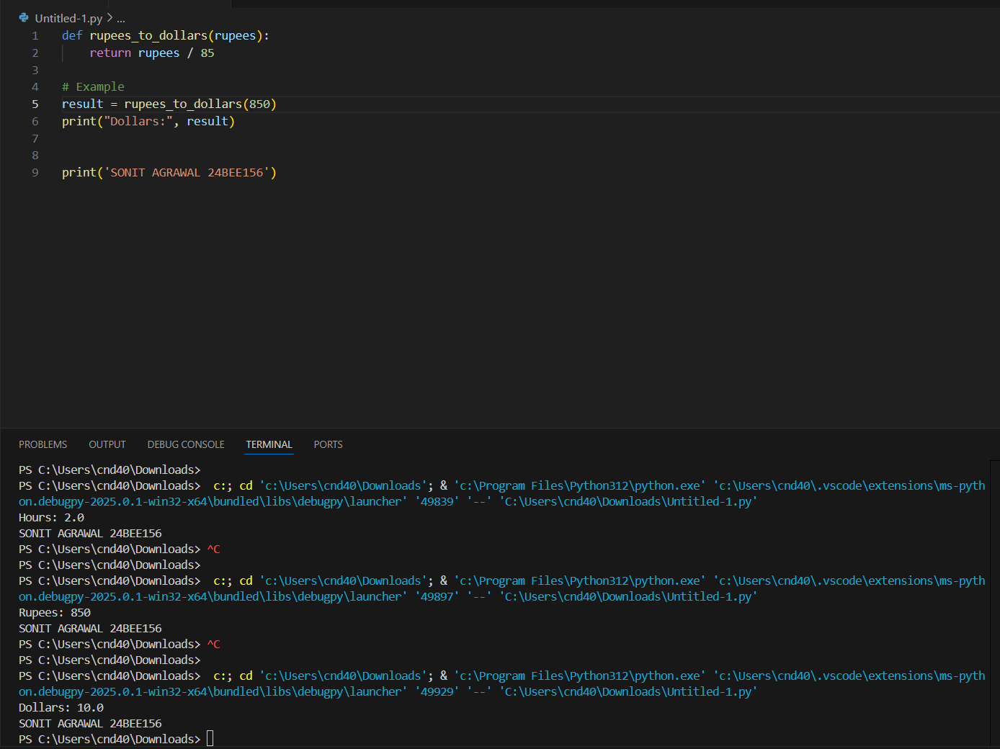 Untitled-1.py > ...
1 def rupees_to_dollars(rupees):
2     return rupees / 85
3
4 # Example
5 result = rupees_to_dollars(850)
6 print("Dollars:", result)
7
8
9 print('SONIT AGRAWAL 24BEE156')
PROBLEMS OUTPUT DEBUG CONSOLE TERMINAL PORTS
PS C:\Users\cnd40\Downloads>
PS C:\Users\cnd40\Downloads>  c:; cd 'c:\Users\cnd40\Downloads'; & 'c:\Program Files\Python312\python.exe' 'c:\Users\cnd40\.vscode\extensions\ms-pyth
on.debugpy-2025.0.1-win32-x64\bundled\libs\debugpy\launcher' '49839' '--' 'C:\Users\cnd40\Downloads\Untitled-1.py'
Hours: 2.0
SONIT AGRAWAL 24BEE156
PS C:\Users\cnd40\Downloads> ^C
PS C:\Users\cnd40\Downloads>
PS C:\Users\cnd40\Downloads>  c:; cd 'c:\Users\cnd40\Downloads'; & 'c:\Program Files\Python312\python.exe' 'c:\Users\cnd40\.vscode\extensions\ms-pyth
on.debugpy-2025.0.1-win32-x64\bundled\libs\debugpy\launcher' '49897' '--' 'C:\Users\cnd40\Downloads\Untitled-1.py'
Rupees: 850
SONIT AGRAWAL 24BEE156
PS C:\Users\cnd40\Downloads> ^C
PS C:\Users\cnd40\Downloads>
PS C:\Users\cnd40\Downloads>  c:; cd 'c:\Users\cnd40\Downloads'; & 'c:\Program Files\Python312\python.exe' 'c:\Users\cnd40\.vscode\extensions\ms-pyth
on.debugpy-2025.0.1-win32-x64\bundled\libs\debugpy\launcher' '49929' '--' 'C:\Users\cnd40\Downloads\Untitled-1.py'
Dollars: 10.0
SONIT AGRAWAL 24BEE156
PS C:\Users\cnd40\Downloads>